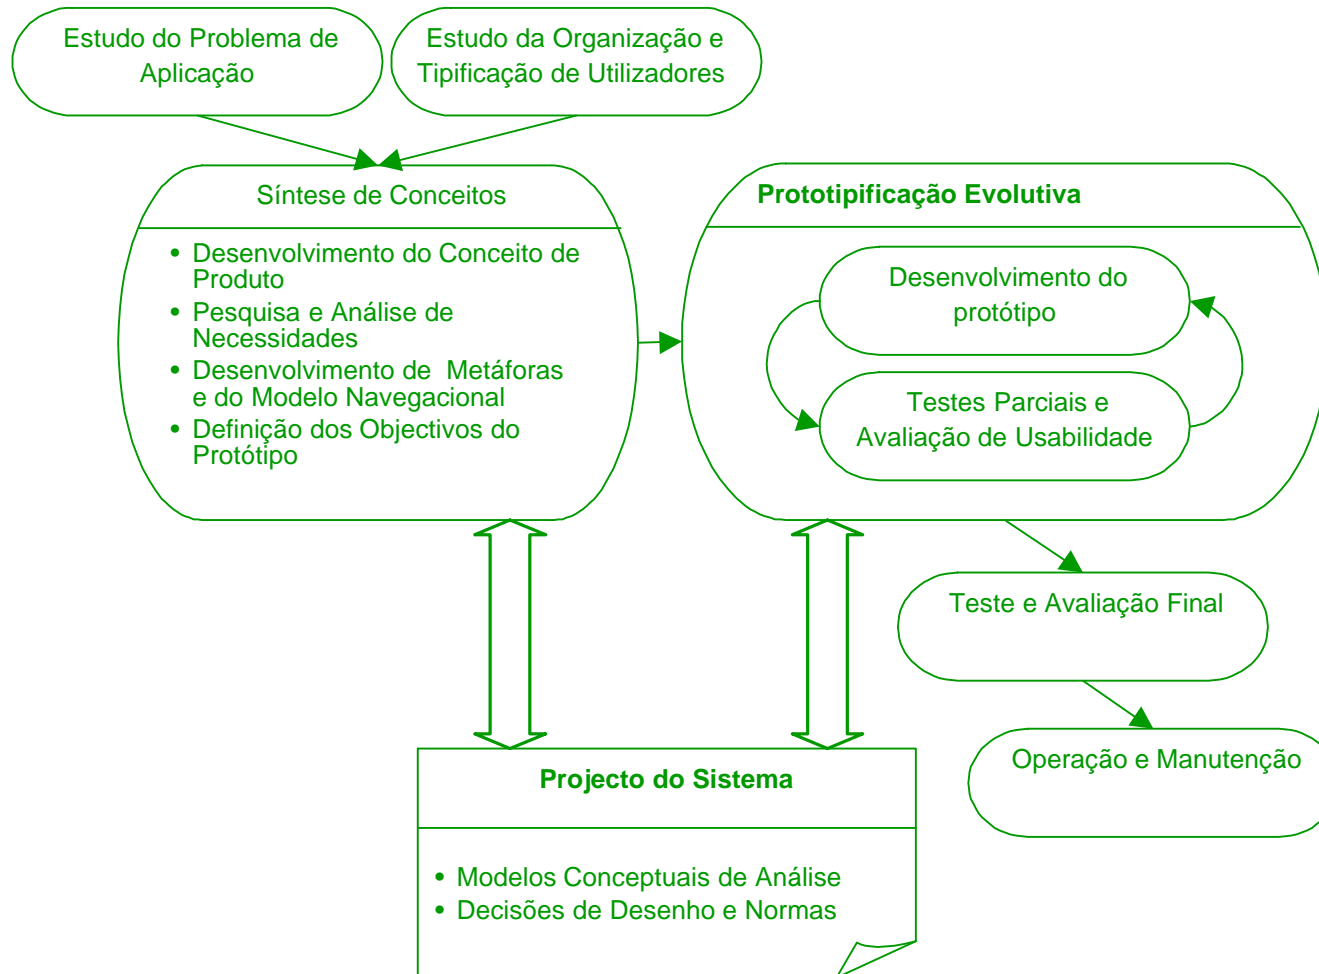 Estudo do Problema de
Aplicação
Estudo da Organização e
Tipificação de Utilizadores
Síntese de Conceitos
• Desenvolvimento do Conceito de
Produto
• Pesquisa e Análise de
Necessidades
• Desenvolvimento de Metáforas
e do Modelo Navegacional
• Definição dos Objectivos do
Protótipo
Prototipificação Evolutiva
Desenvolvimento do
protótipo
Testes Parciais e
Avaliação de Usabilidade
Teste e Avaliação Final
Operação e Manutenção
Projecto do Sistema
• Modelos Conceptuais de Análise
• Decisões de Desenho e Normas